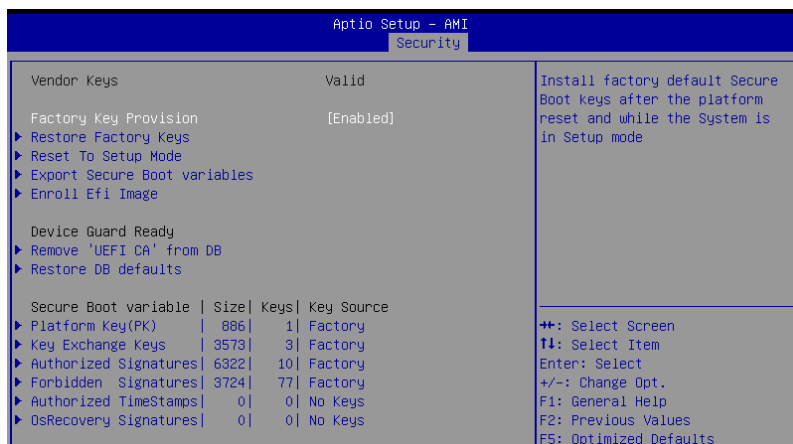 Aptio Setup - AMI
Security
Vendor Keys Valid
Factory Key Provision [Enabled]
Restore Factory Keys
Reset To Setup Mode
Export Secure Boot variables
Enroll Efi Image
Device Guard Ready
Remove 'UEFI CA' from DB
Restore DB defaults
Secure Boot variable | Size| Keys| Key Source
Platform Key(PK) | 886| 1| Factory
Key Exchange Keys | 3573| 3| Factory
Authorized Signatures| 6322| 10| Factory
Forbidden Signatures| 3724| 77| Factory
Authorized TimeStamps| 0| 0| No Keys
OsRecovery Signatures| 0| 0| No Keys
Install factory default Secure
Boot keys after the platform
reset and while the System is
in Setup mode
→←: Select Screen
↑↓: Select Item
Enter: Select
+/-: Change Opt.
F1: General Help
F2: Previous Values
F5: Optimized Defaults